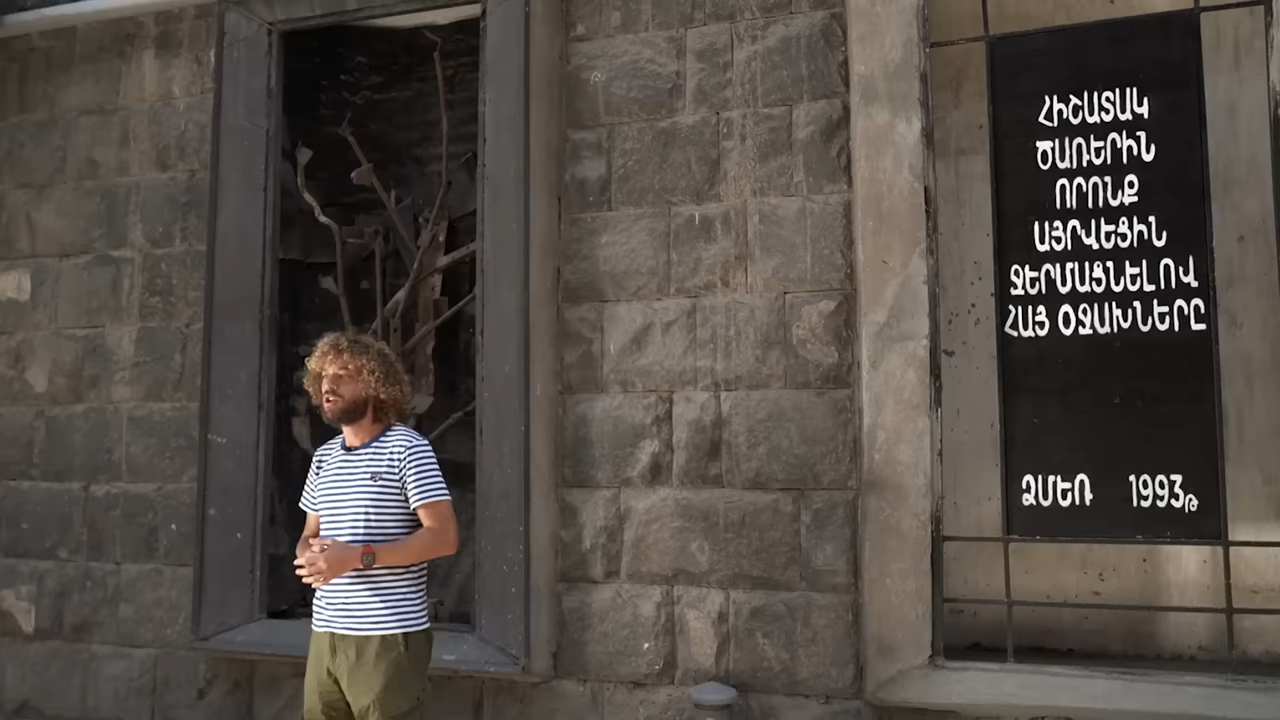 ՀԻՇԱՏԱԿ
ԾԱՌԵՐԻՆ
ՈՐՈՆՔ
ԱՅՐՎԵՑԻՆ
ՋԵՐՄԱՑՆԵԼՈՎ
ՀԱՅ ՕՋԱԽՆԵՐԸ
ՁՄԵՌ 1993թ